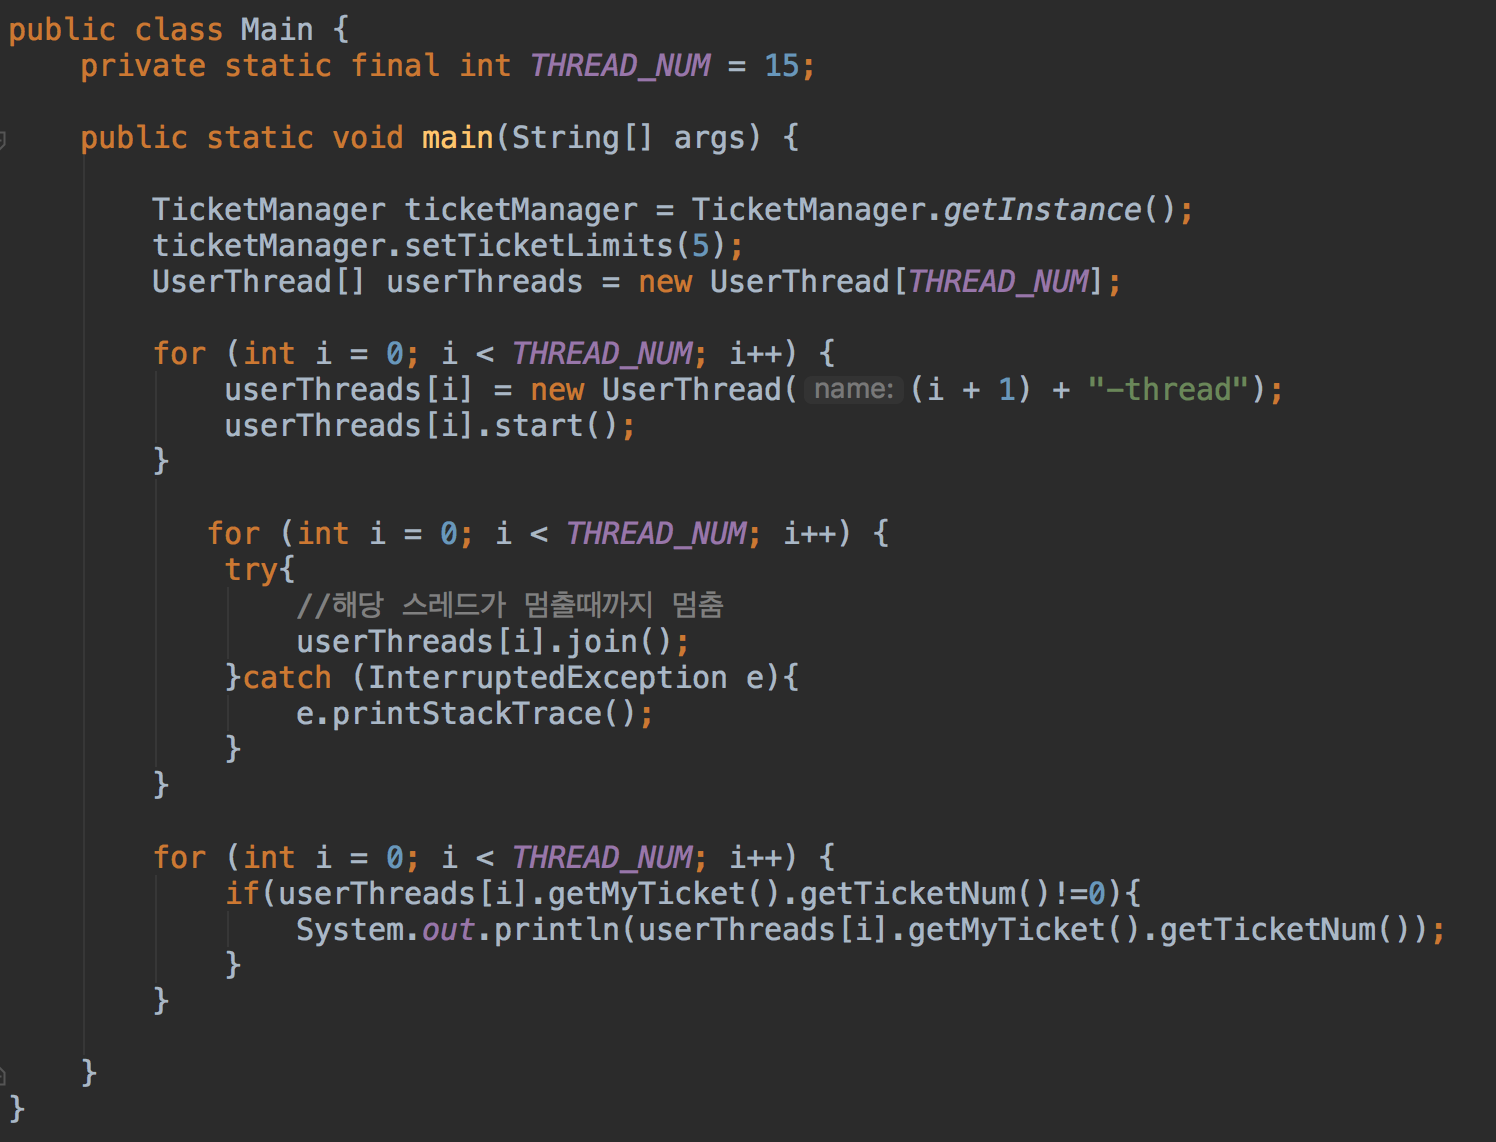 public class Main {
    private static final int THREAD_NUM = 15;
    public static void main(String[] args) {
        TicketManager ticketManager = TicketManager.getInstance();
        ticketManager.setTicketLimits(5);
        UserThread[] userThreads = new UserThread[THREAD_NUM];
        for (int i = 0; i < THREAD_NUM; i++) {
            userThreads[i] = new UserThread( name: (i + 1) + "-thread");
            userThreads[i].start();
        }
           for (int i = 0; i < THREAD_NUM; i++) {
            try{
                //해당 스레드가 멈출때까지 멈춤
                userThreads[i].join();
            }catch (InterruptedException e){
                e.printStackTrace();
            }
        }
        for (int i = 0; i < THREAD_NUM; i++) {
            if(userThreads[i].getMyTicket().getTicketNum()!=0){
                System.out.println(userThreads[i].getMyTicket().getTicketNum());
            }
        }
    }
}